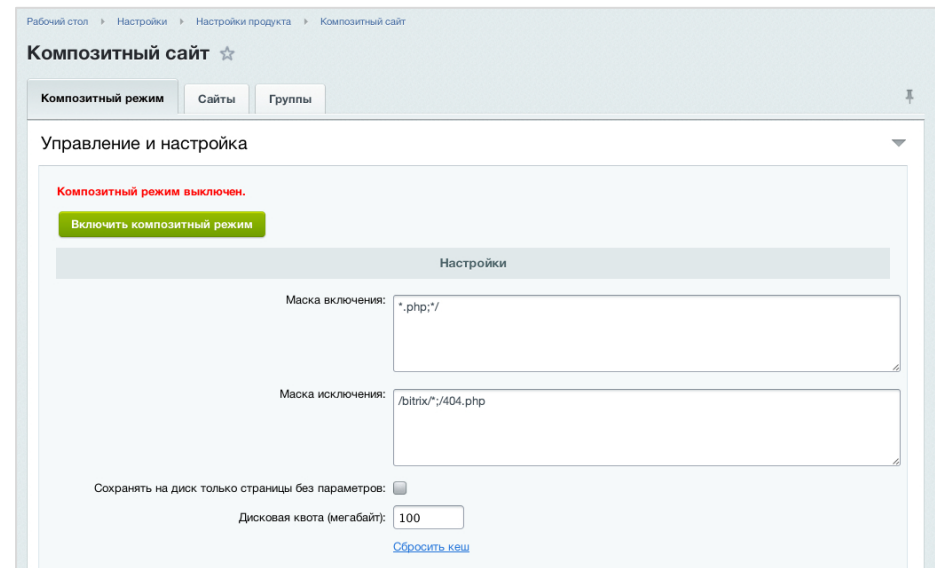 Рабочий стол Настройки Настройки продукта Композитный сайт
Композитный сайт
Композитный режим Сайты Группы
Управление и настройка
Композитный режим выключен.
Включить композитный режим
Настройки
Маска включения: *.php;*/
Маска исключения: /bitrix/*;/404.php
Сохранять на диск только страницы без параметров:
Дисковая квота (мегабайт): 100
Сбросить кеш